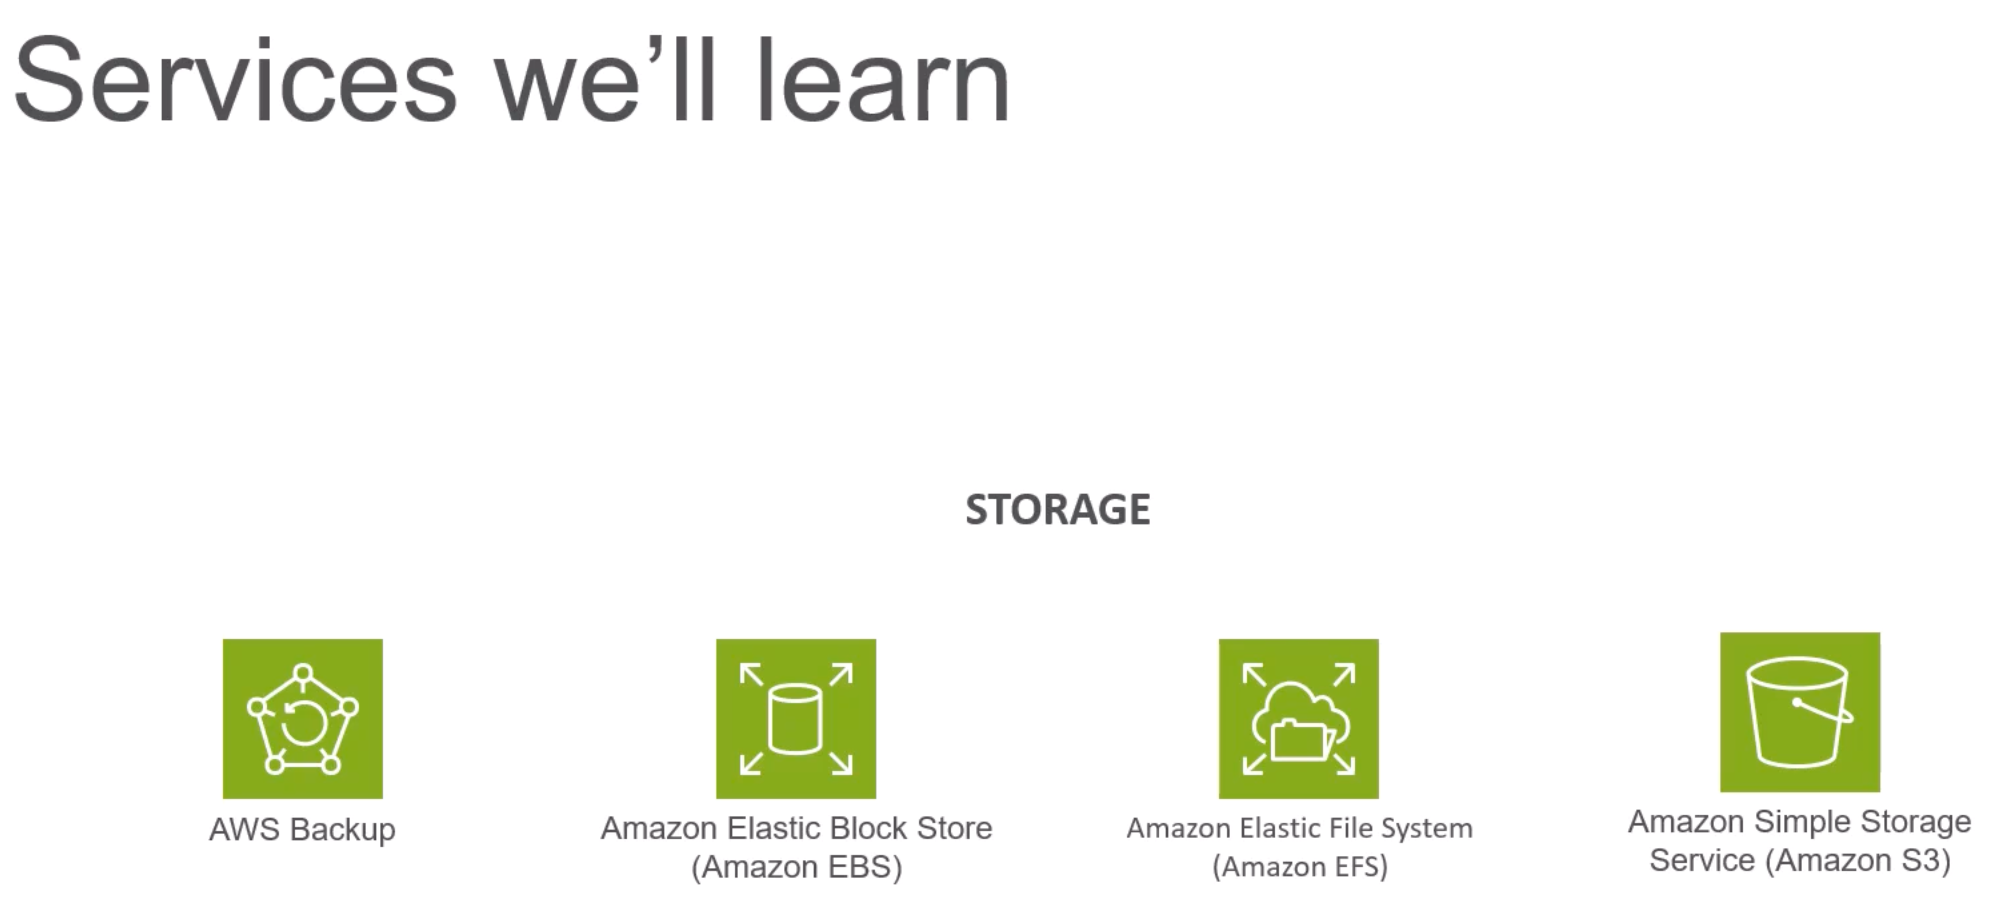 Services we’ll learn
STORAGE
AWS Backup
Amazon Elastic Block Store
(Amazon EBS)
Amazon Elastic File System
(Amazon EFS)
Amazon Simple Storage
Service (Amazon S3)